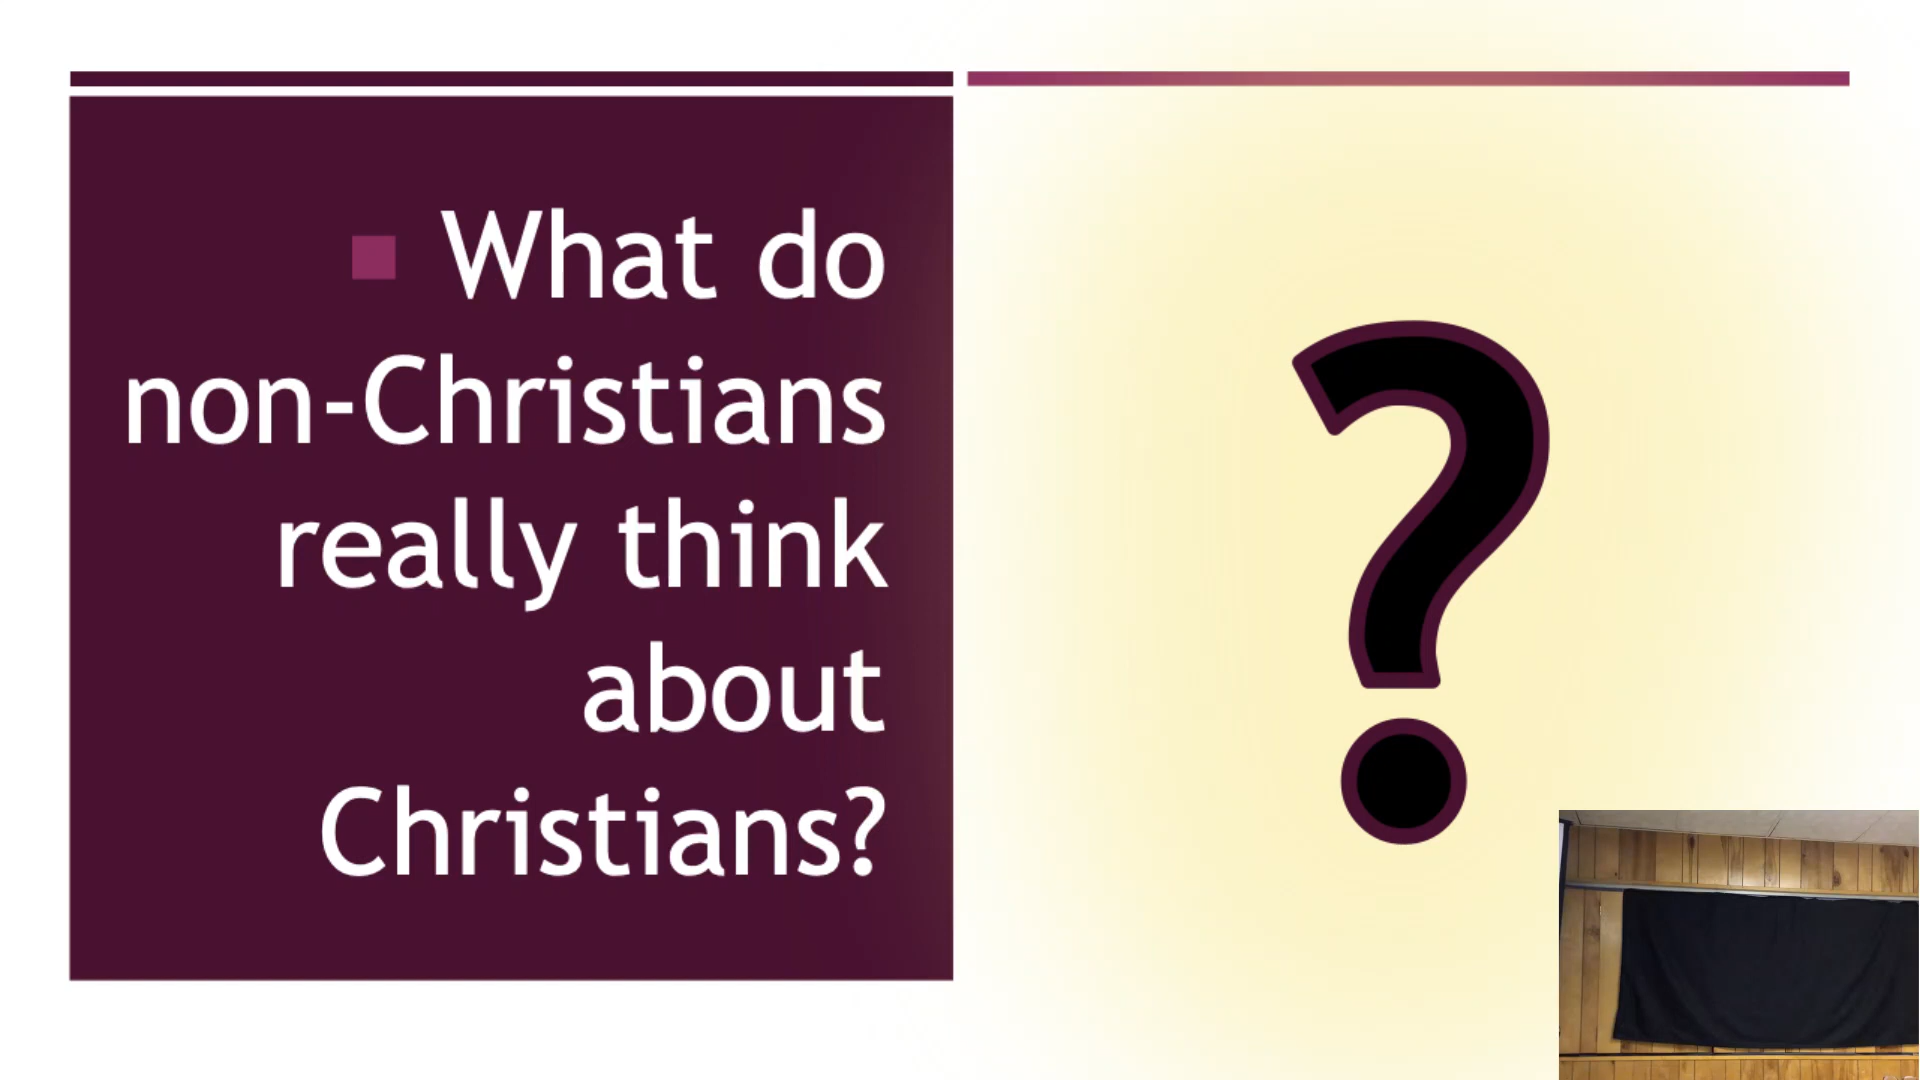 What do
non-Christians
really think
about
Christians?
?